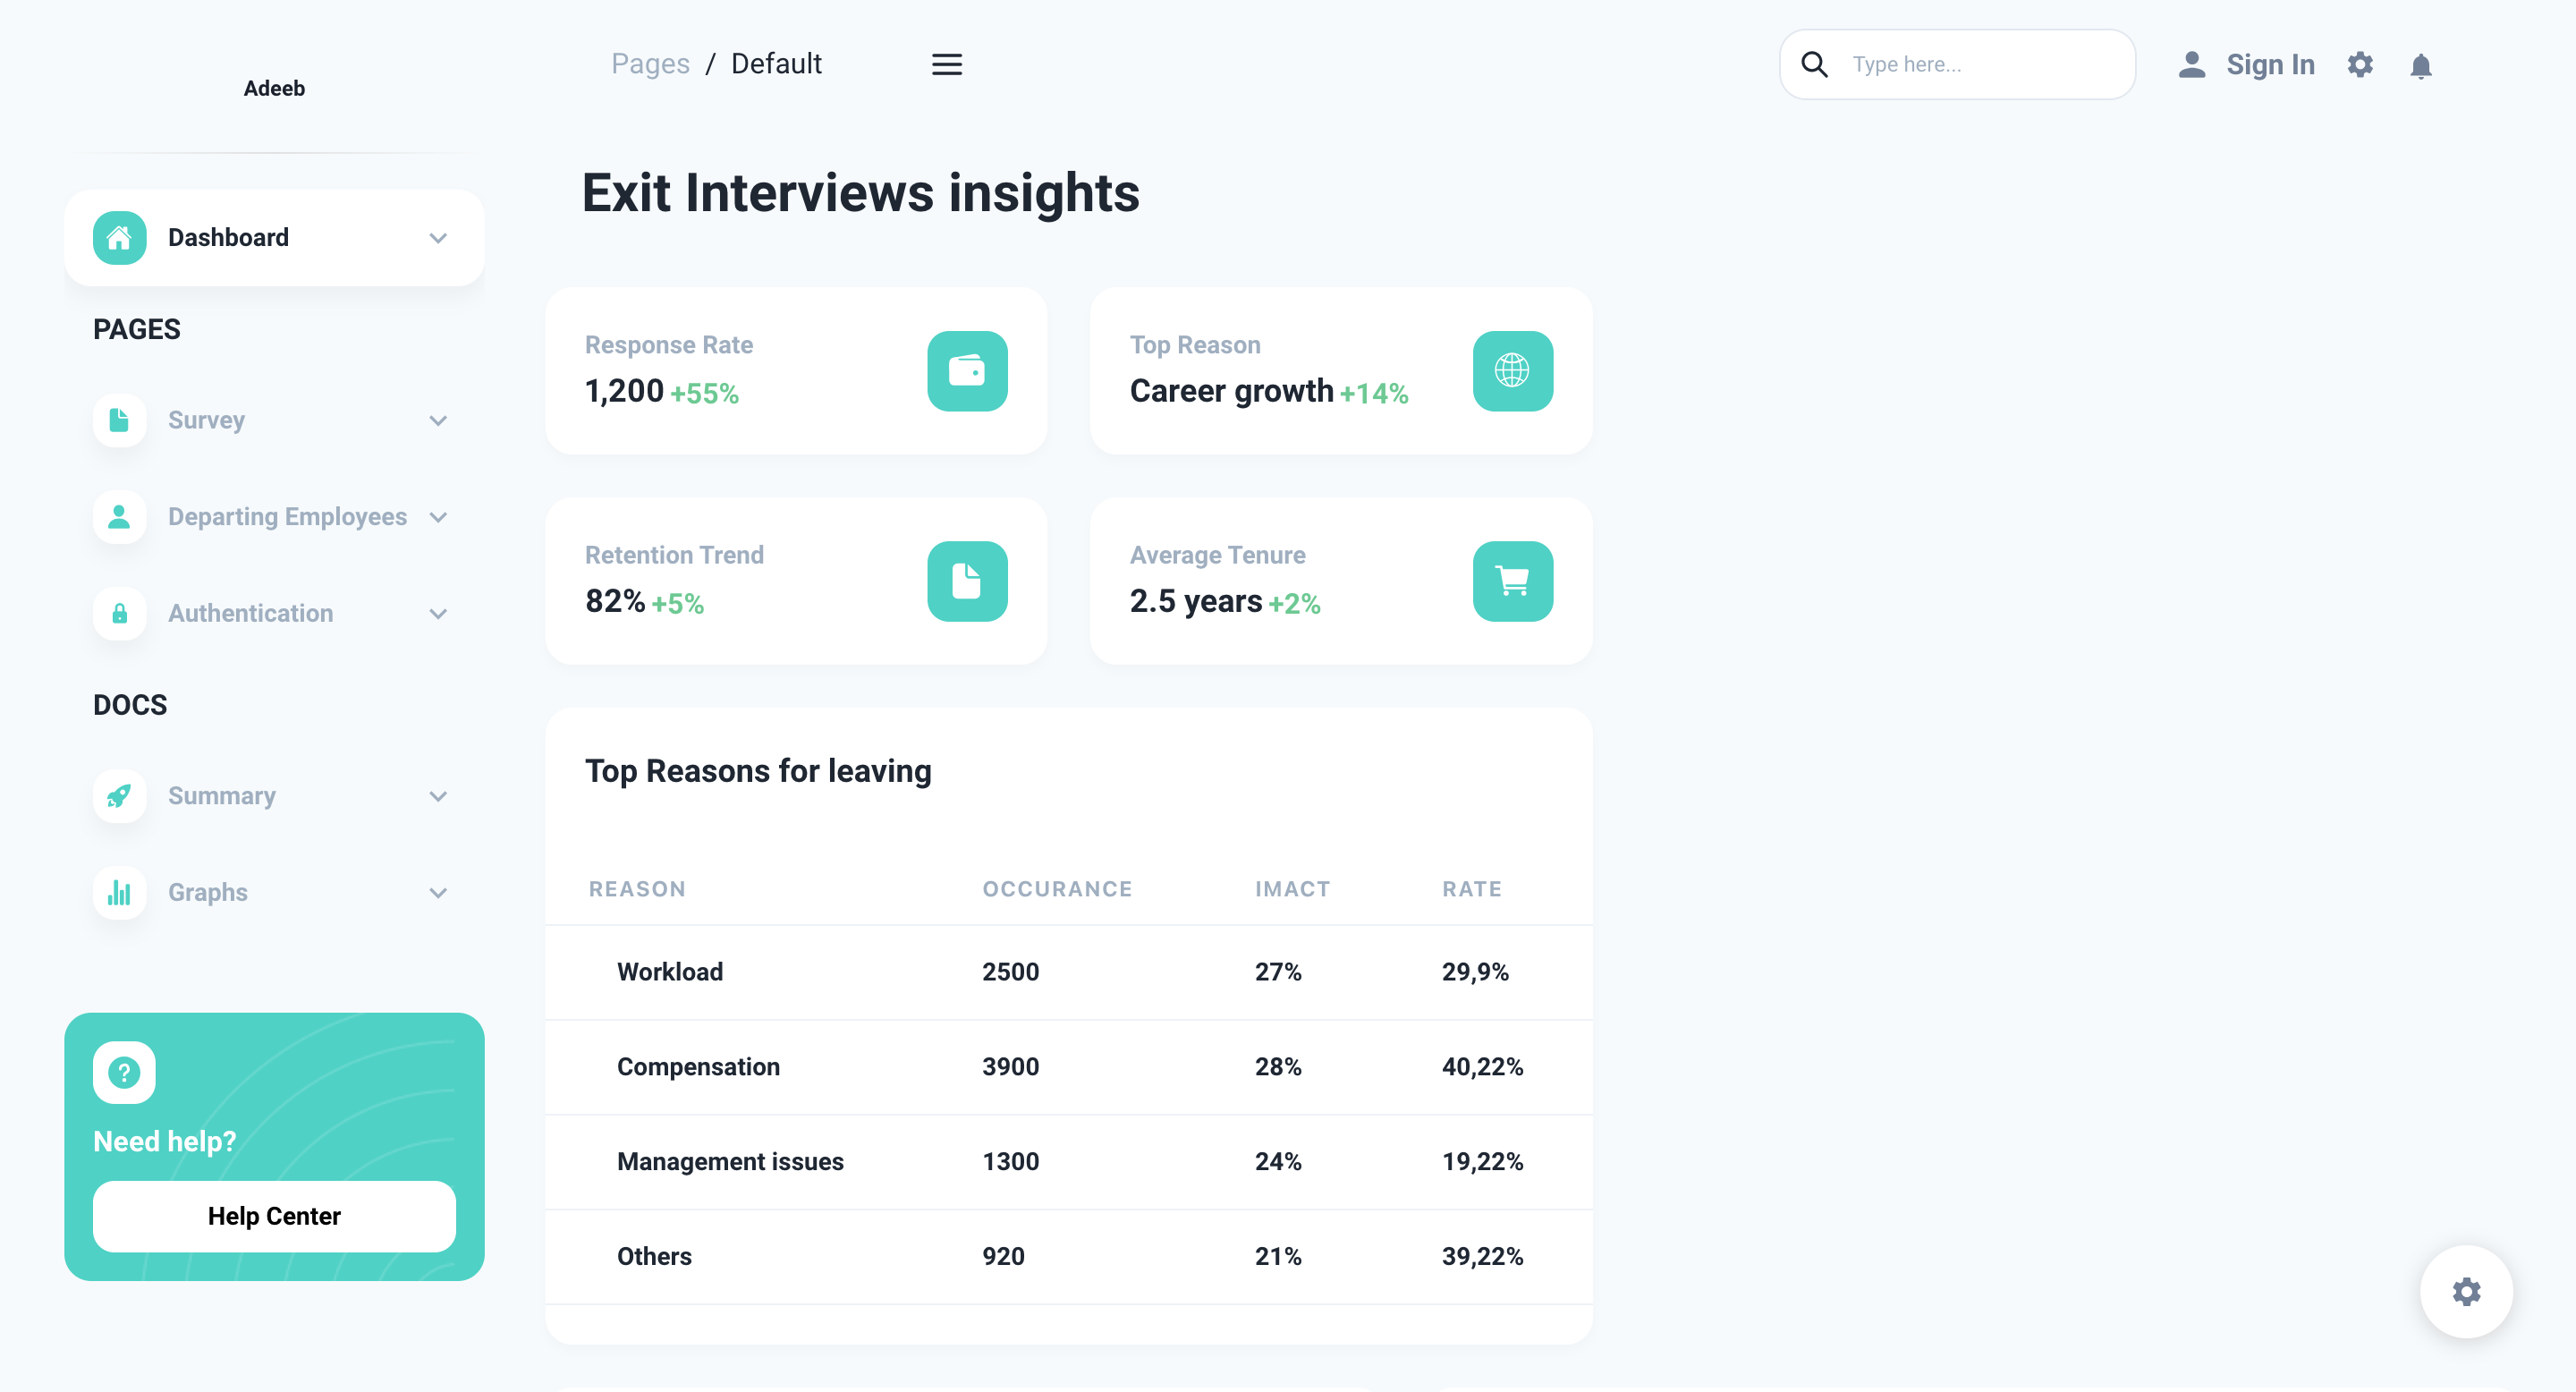 Adeeb
Pages / Default
Type here...
Sign In
Dashboard
PAGES
Survey
Departing Employees
Authentication
DOCS
Summary
Graphs
?
Need help?
Help Center
Exit Interviews insights
Response Rate
1,200 +55%
Top Reason
Career growth +14%
Retention Trend
82% +5%
Average Tenure
2.5 years +2%
Top Reasons for leaving
REASON OCCURANCE IMACT RATE
Workload 2500 27% 29,9%
Compensation 3900 28% 40,22%
Management issues 1300 24% 19,22%
Others 920 21% 39,22%